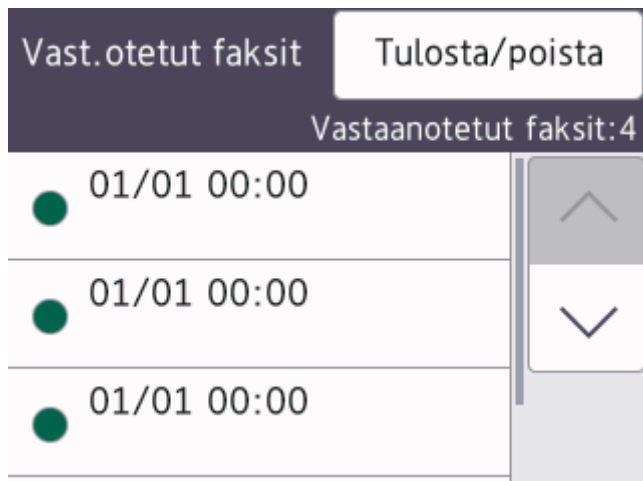 Vast.otetut faksit
Tulosta/poista
Vastaanotetut faksit:4
01/01 00:00
01/01 00:00
01/01 00:00